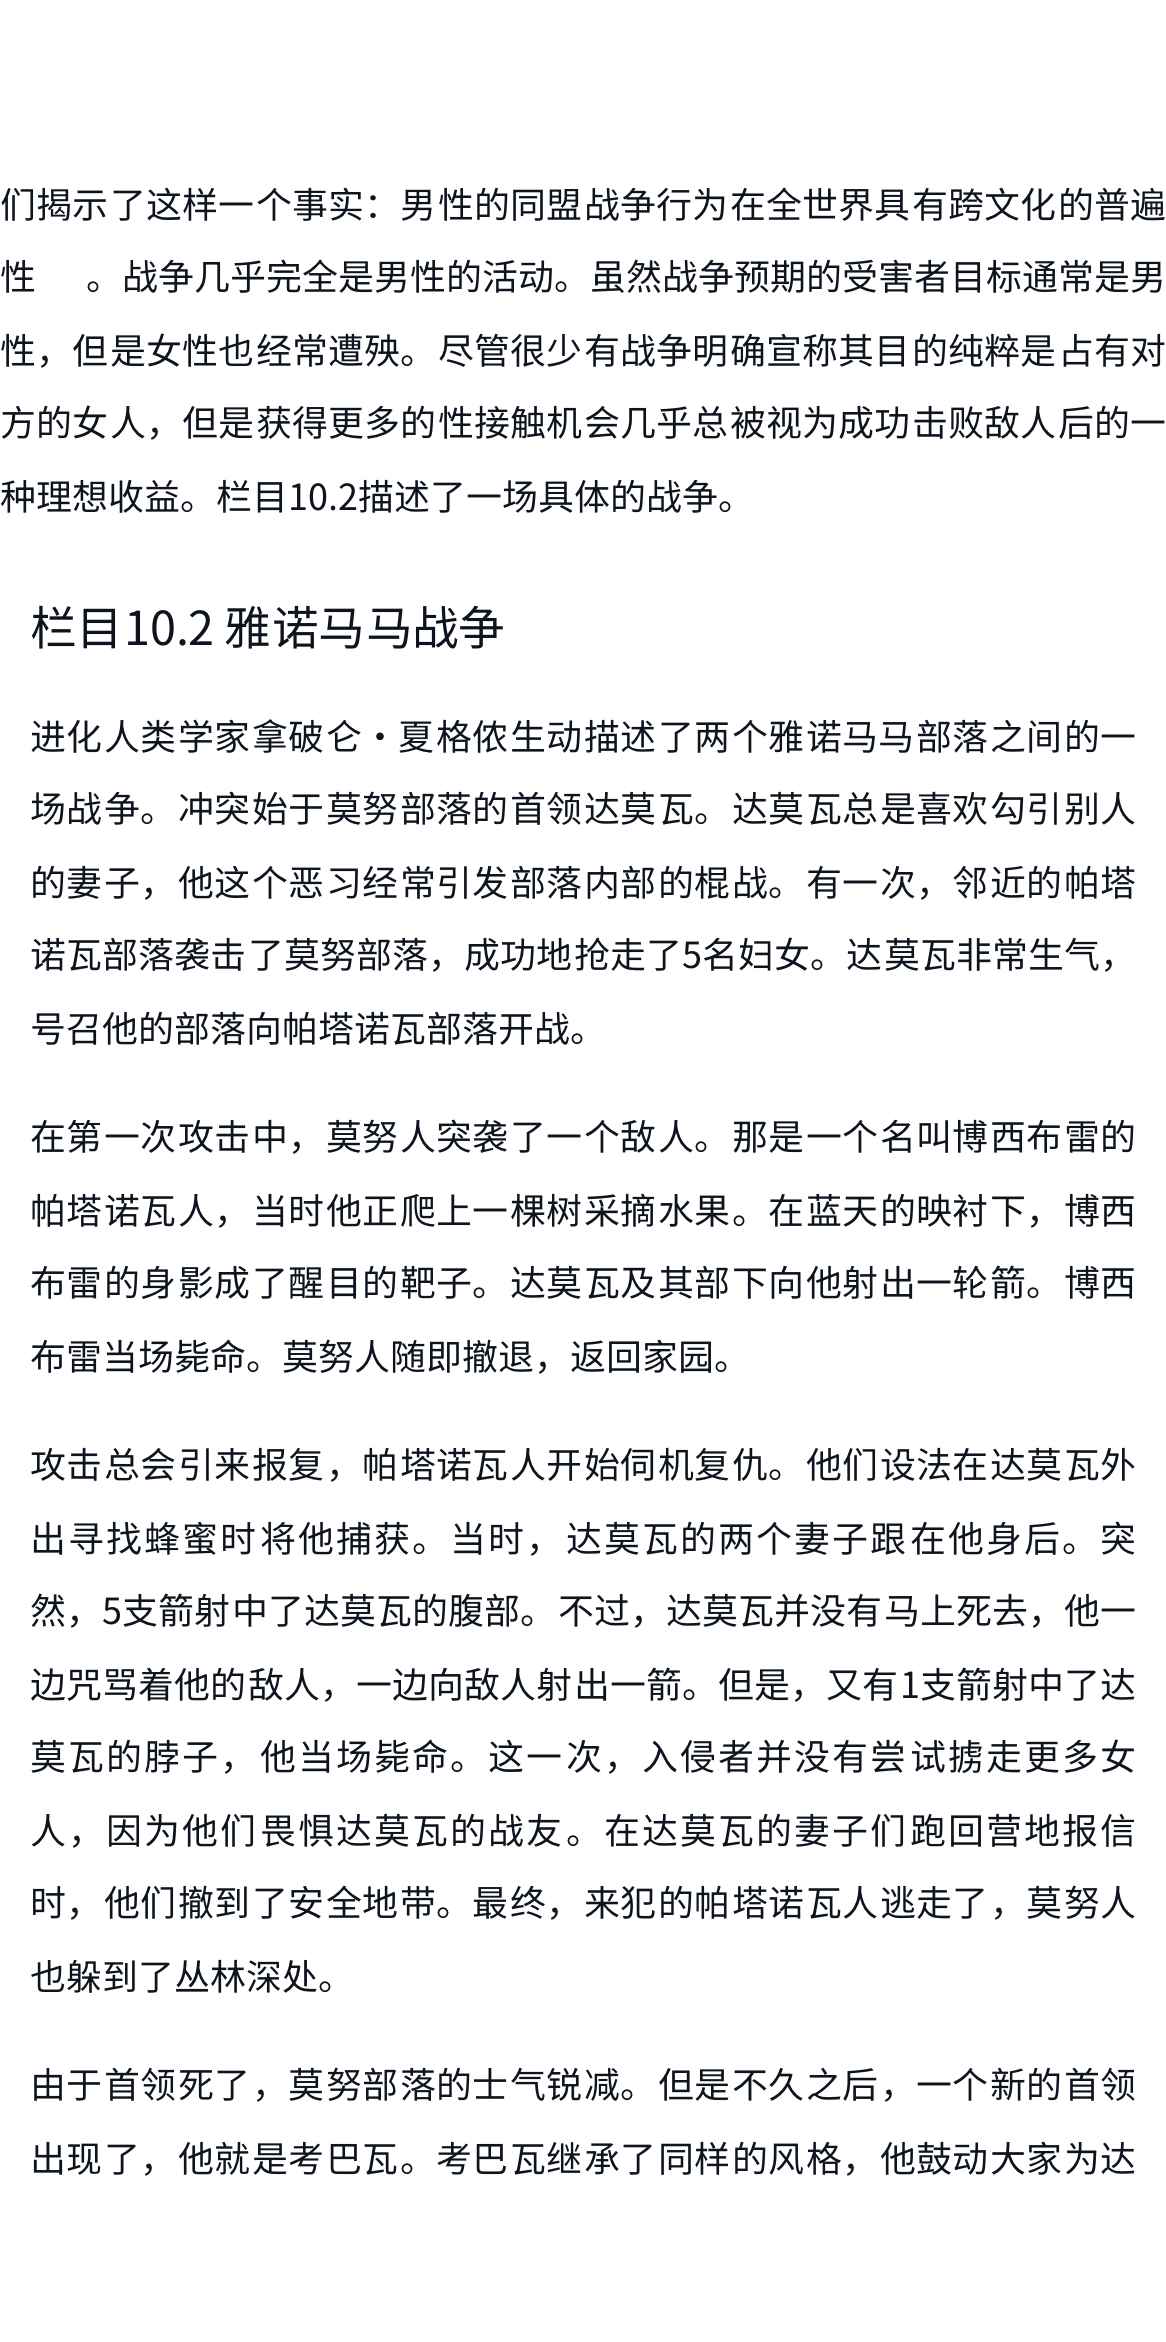 们揭示了这样一个事实：男性的同盟战争行为在全世界具有跨文化的普遍
性 。战争几乎完全是男性的活动。虽然战争预期的受害者目标通常是男
性，但是女性也经常遭殃。尽管很少有战争明确宣称其目的纯粹是占有对
方的女人，但是获得更多的性接触机会几乎总被视为成功击败敌人后的一
种理想收益。栏目10.2描述了一场具体的战争。
栏目10.2 雅诺马马战争
进化人类学家拿破仑·夏格侬生动描述了两个雅诺马马部落之间的一
场战争。冲突始于莫努部落的首领达莫瓦。达莫瓦总是喜欢勾引别人
的妻子，他这个恶习经常引发部落内部的棍战。有一次，邻近的帕塔
诺瓦部落袭击了莫努部落，成功地抢走了5名妇女。达莫瓦非常生气，
号召他的部落向帕塔诺瓦部落开战。
在第一次攻击中，莫努人突袭了一个敌人。那是一个名叫博西布雷的
帕塔诺瓦人，当时他正爬上一棵树采摘水果。在蓝天的映衬下，博西
布雷的身影成了醒目的靶子。达莫瓦及其部下向他射出一轮箭。博西
布雷当场毙命。莫努人随即撤退，返回家园。
攻击总会引来报复，帕塔诺瓦人开始伺机复仇。他们设法在达莫瓦外
出寻找蜂蜜时将他捕获。当时，达莫瓦的两个妻子跟在他身后。突
然，5支箭射中了达莫瓦的腹部。不过，达莫瓦并没有马上死去，他一
边咒骂着他的敌人，一边向敌人射出一箭。但是，又有1支箭射中了达
莫瓦的脖子，他当场毙命。这一次，入侵者并没有尝试掳走更多女
人，因为他们畏惧达莫瓦的战友。在达莫瓦的妻子们跑回营地报信
时，他们撤到了安全地带。最终，来犯的帕塔诺瓦人逃走了，莫努人
也躲到了丛林深处。
由于首领死了，莫努部落的士气锐减。但是不久之后，一个新的首领
出现了，他就是考巴瓦。考巴瓦继承了同样的风格，他鼓动大家为达